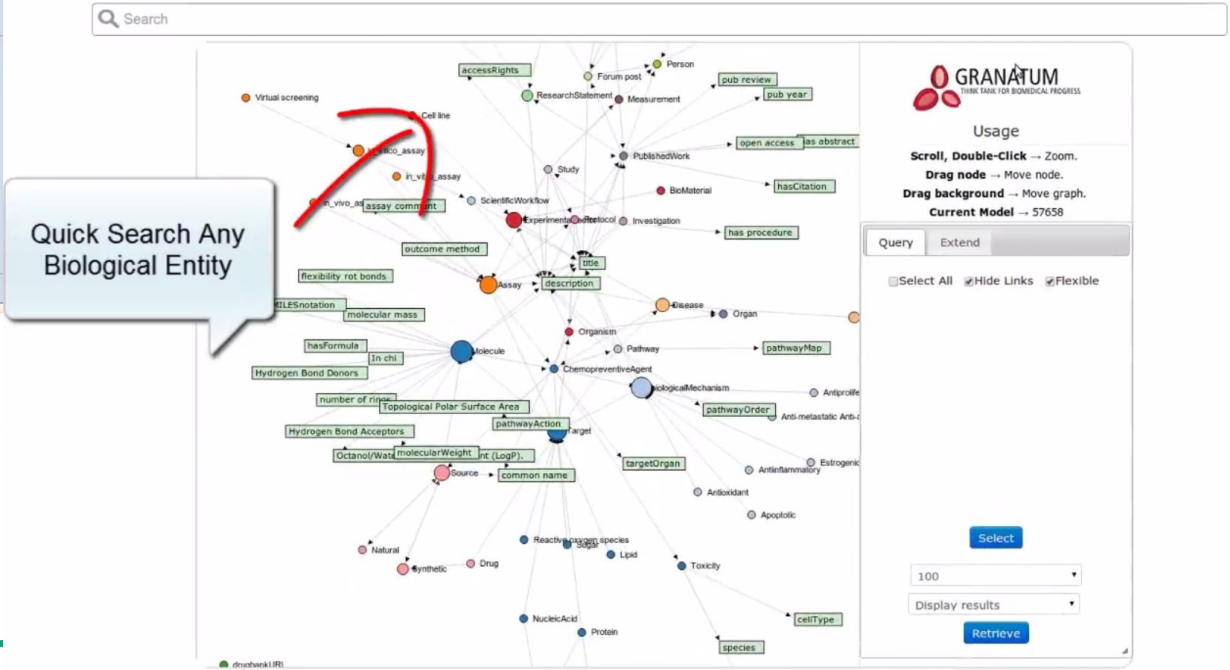 Search
accessRights
Forum post
Person
pub review
pub year
Virtual screening
ResearchStatement
Measurement
Cell line
open access
as abstract
PublishedWork
Study
hasCitation
BioMaterial
assay comment
ScientificWorkflow
Investigation
has procedure
outcome method
title
flexibility rot bonds
Assay
description
molecular mass
Disease
Organ
Organism
hasFormula
In chi
Molecule
Pathway
pathwayMap
Hydrogen Bond Donors
ChemopreventiveAgent
number of rings
Topological Polar Surface Area
pathwayOrder
pathwayAction
Hydrogen Bond Acceptors
molecularWeight
(LogP).
targetOrgan
Antiinflammatory
Source
common name
Antioxidant
Apoptotic
Reactive oxygen species
Sugar
Lipid
Natural
Synthetic
Drug
Toxicity
NucleicAcid
Protein
cellType
species
drugbankURI
Quick Search Any
Biological Entity
GRANATUM
THINK TANK FOR BIOMEDICAL PROGRESS
Usage
Scroll, Double-Click → Zoom.
Drag node → Move node.
Drag background → Move graph.
Current Model → 57658
Query Extend
Select All Hide Links Flexible
Select
100
Display results
Retrieve